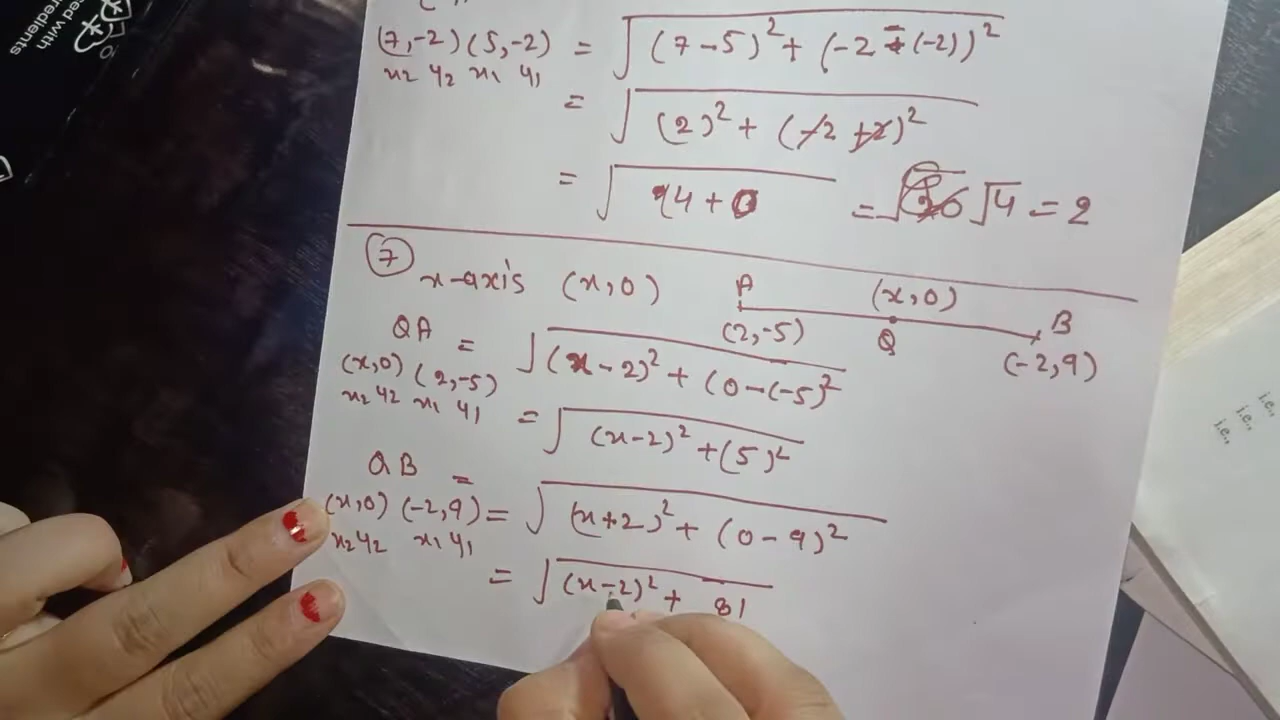 (7,-2) (5,-2) = √(7-5)² + (-2 - (-2))²
x₂ y₂ x₁ y₁
= √(2)² + (-2 + 2)²
= √4 + 0 = √4 = 2
⑦
x-axis (x,0)
A (x,0) B
(2,-5) Q (-2,9)
QA = √(x-2)² + (0-(-5)²
(x,0) (2,-5)
x₂ y₂ x₁ y₁
= √(x-2)² + (5)²
QB =
(x,0) (-2,9) = √(x+2)² + (0-9)²
x₂ y₂ x₁ y₁
= √(x-2)² + 81
ed with
redients
i.e.,
i.e.,
i.e.,